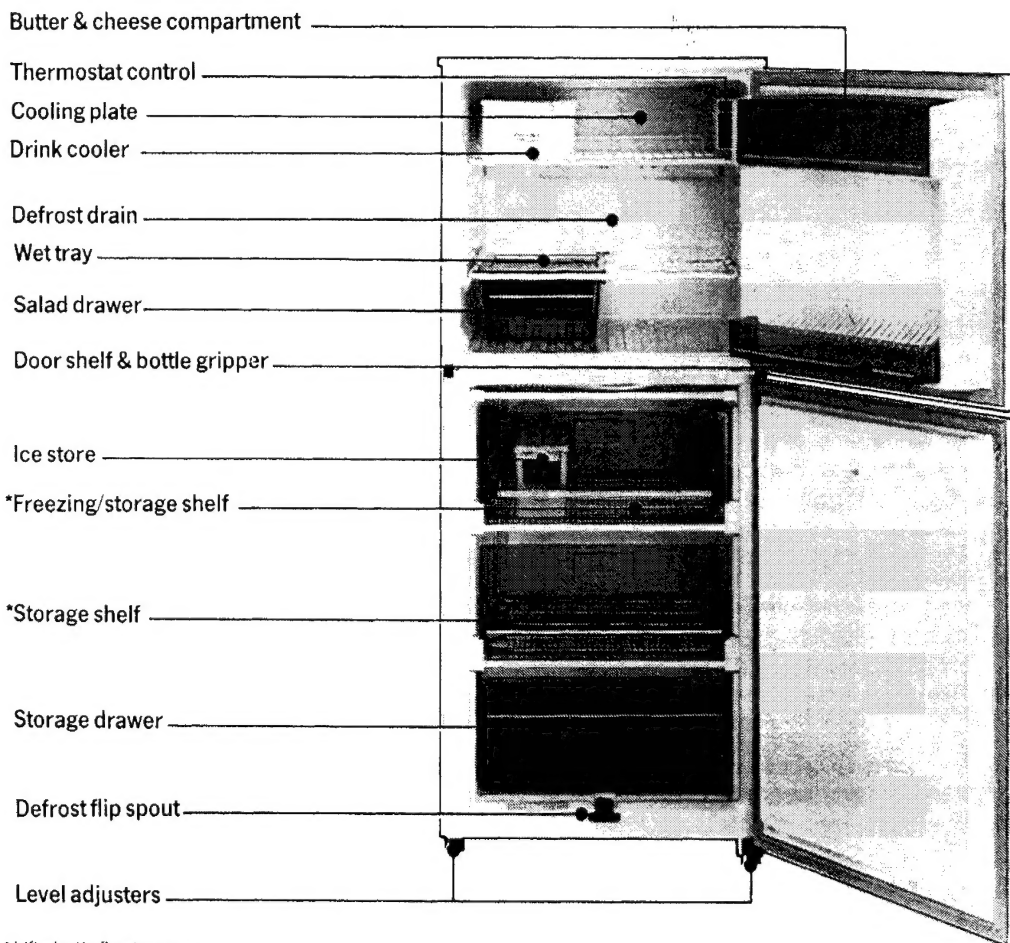 Butter & cheese compartment
Thermostat control
Cooling plate
Drink cooler
Defrost drain
Wet tray
Salad drawer
Door shelf & bottle gripper
Ice store
*Freezing/storage shelf
*Storage shelf
Storage drawer
Defrost flip spout
Level adjusters